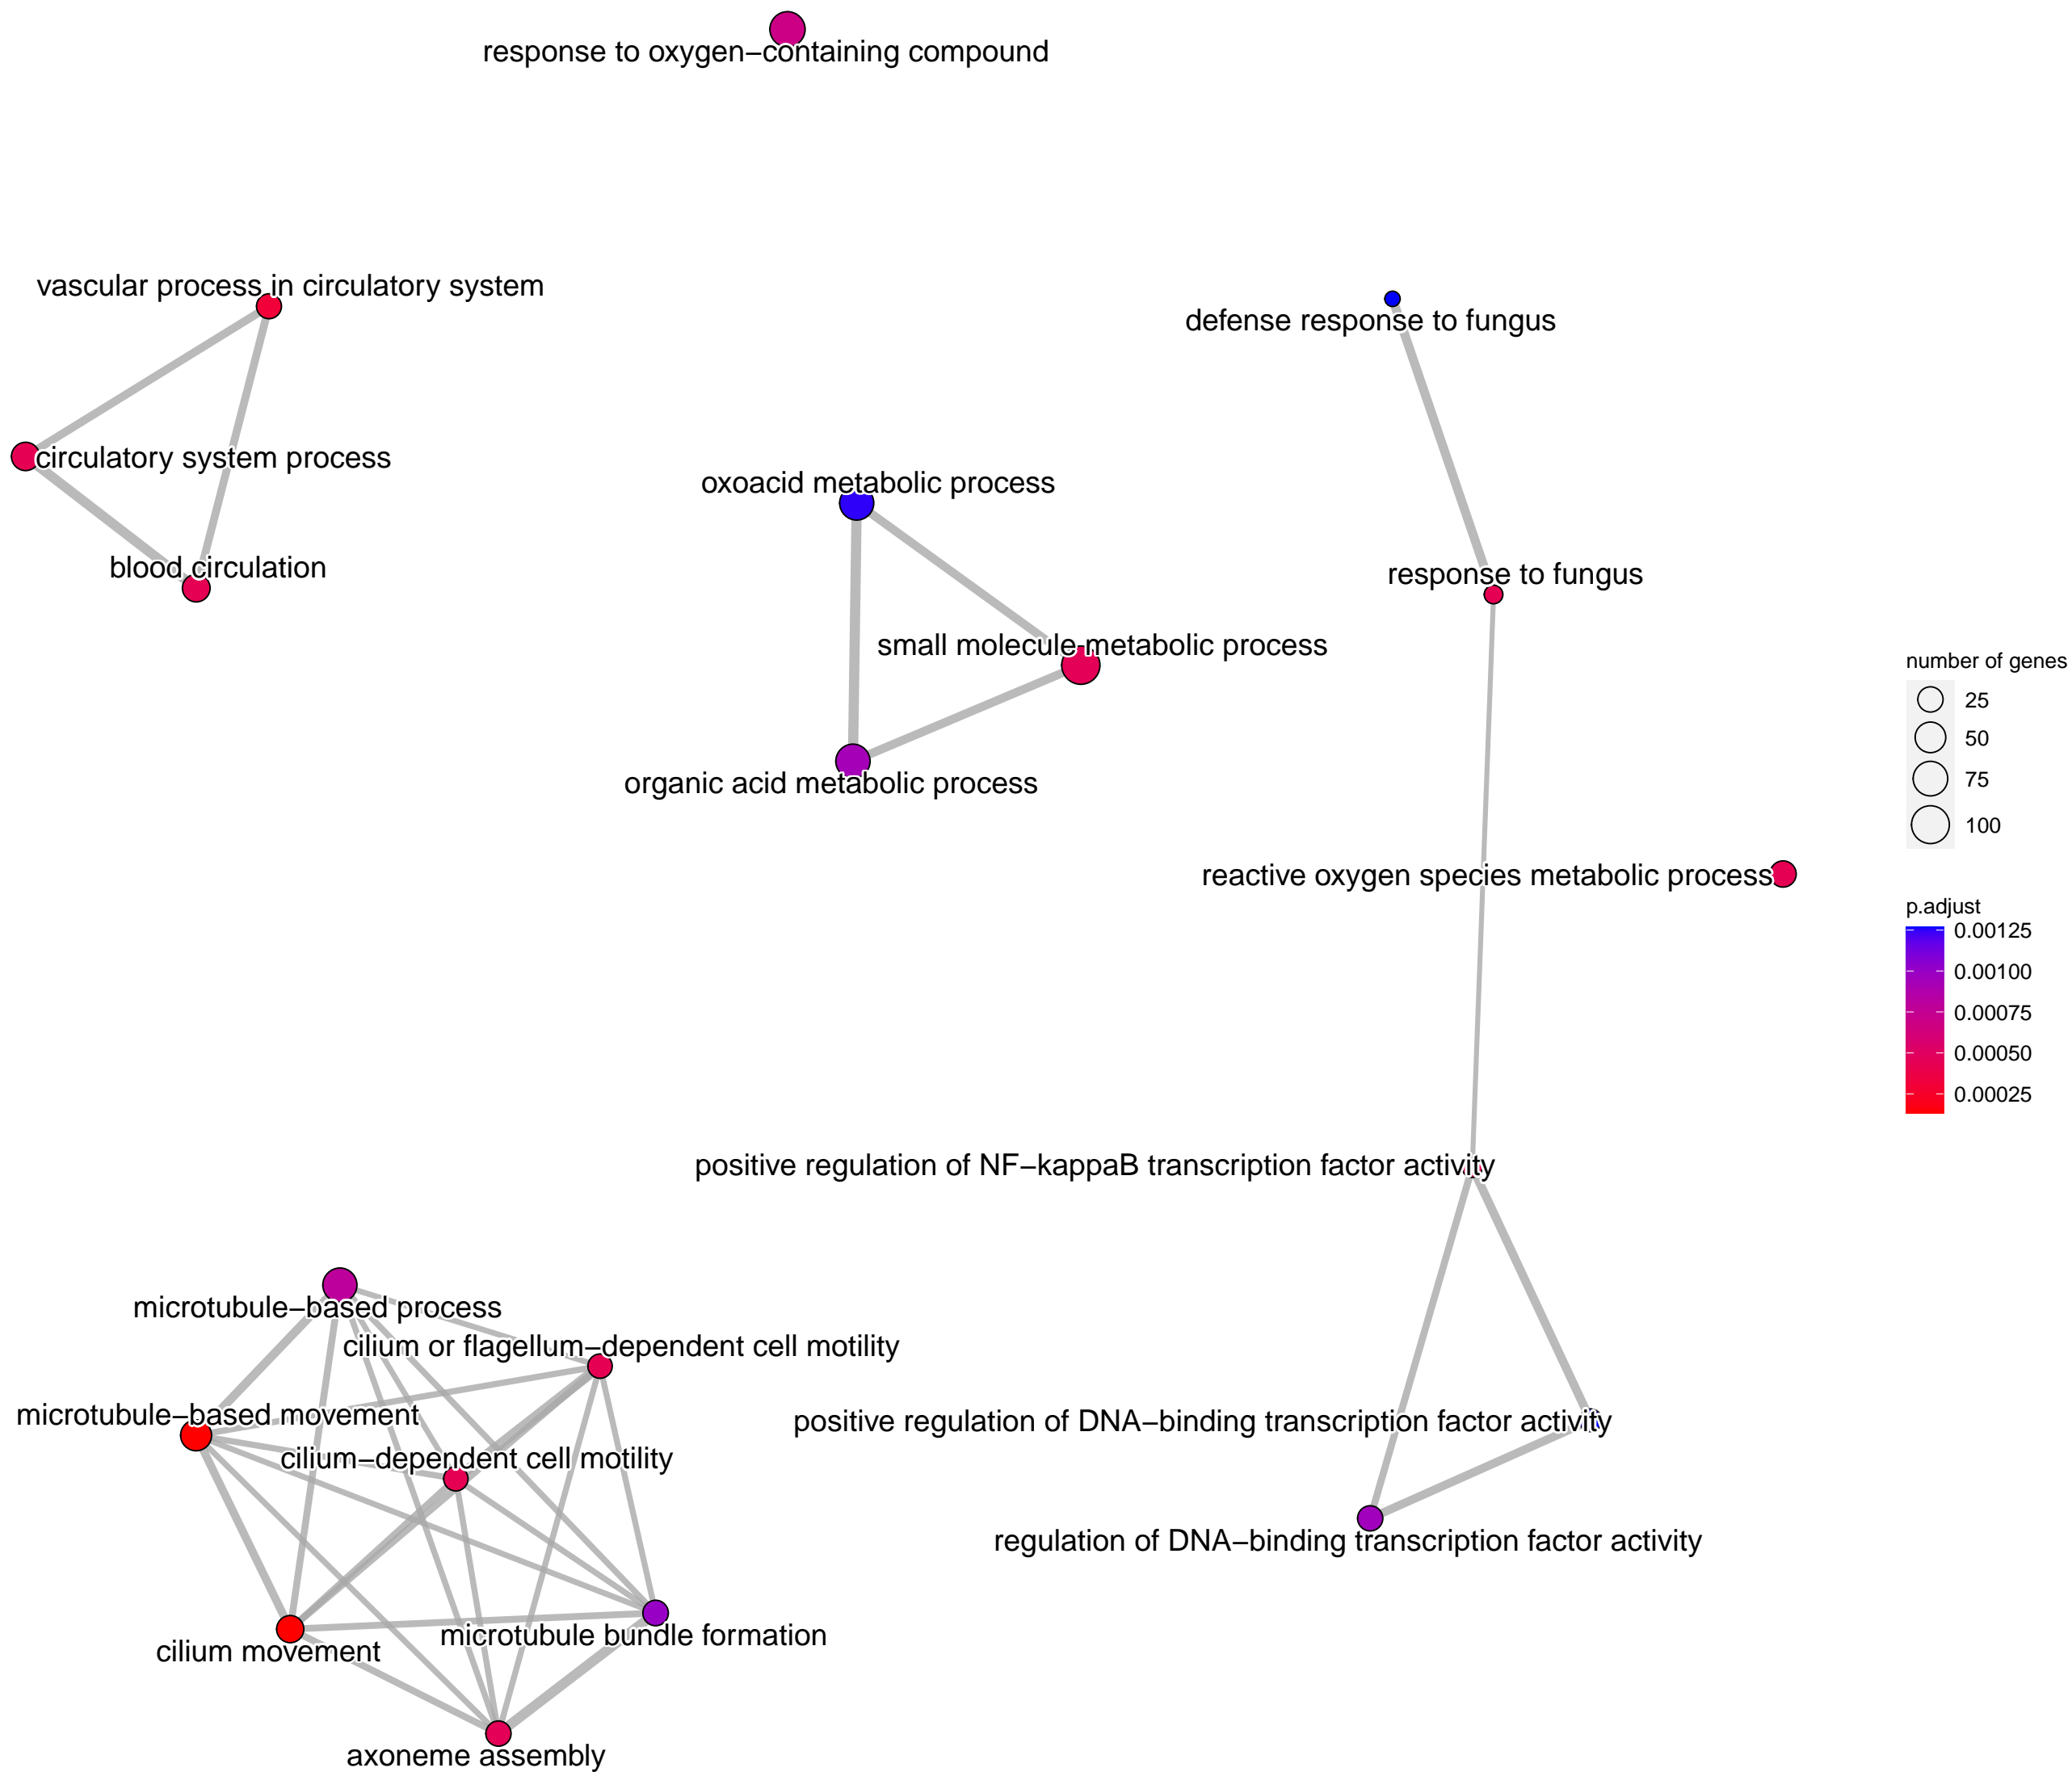 response to oxygen−containing compound
vascular process in circulatory system
defense response to fungus
circulatory system process
oxoacid metabolic process
blood circulation
response to fungus
small molecule metabolic process
organic acid metabolic process
reactive oxygen species metabolic process
number of genes
25
50
75
100
p.adjust
0.00125
0.00100
0.00075
0.00050
0.00025
positive regulation of NF−kappaB transcription factor activity
microtubule−based process
cilium or flagellum−dependent cell motility
microtubule−based movement
positive regulation of DNA−binding transcription factor activity
cilium−dependent cell motility
regulation of DNA−binding transcription factor activity
microtubule bundle formation
cilium movement
axoneme assembly